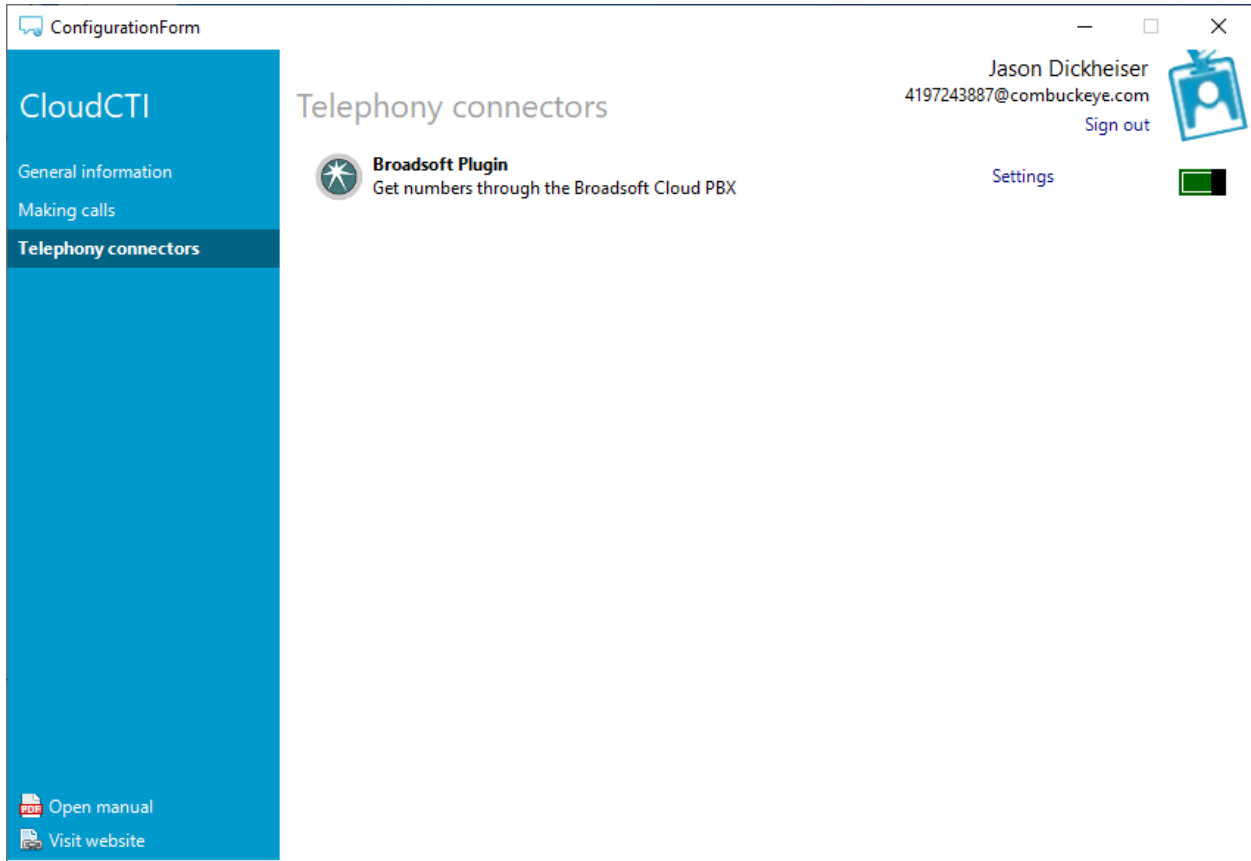 ConfigurationForm
CloudCTI
General information
Making calls
Telephony connectors
Open manual
Visit website
Telephony connectors
Jason Dickheiser
4197243887@combuckeye.com
Sign out
Broadsoft Plugin
Get numbers through the Broadsoft Cloud PBX
Settings